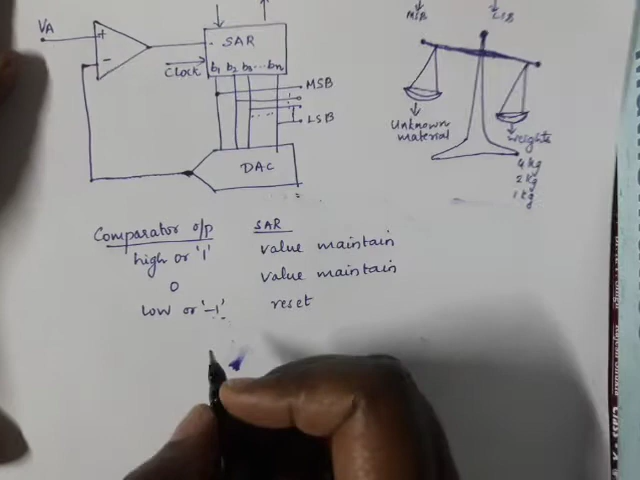 MSB LSB
VA + SAR
-
Clock b1 b2 b3 ... bn
MSB
LSB
DAC
Unknown
material
weights
4 kg
2 kg
1 kg
Comparator o/p SAR
high or '1' value maintain
0 value maintain
Low or '-1' reset